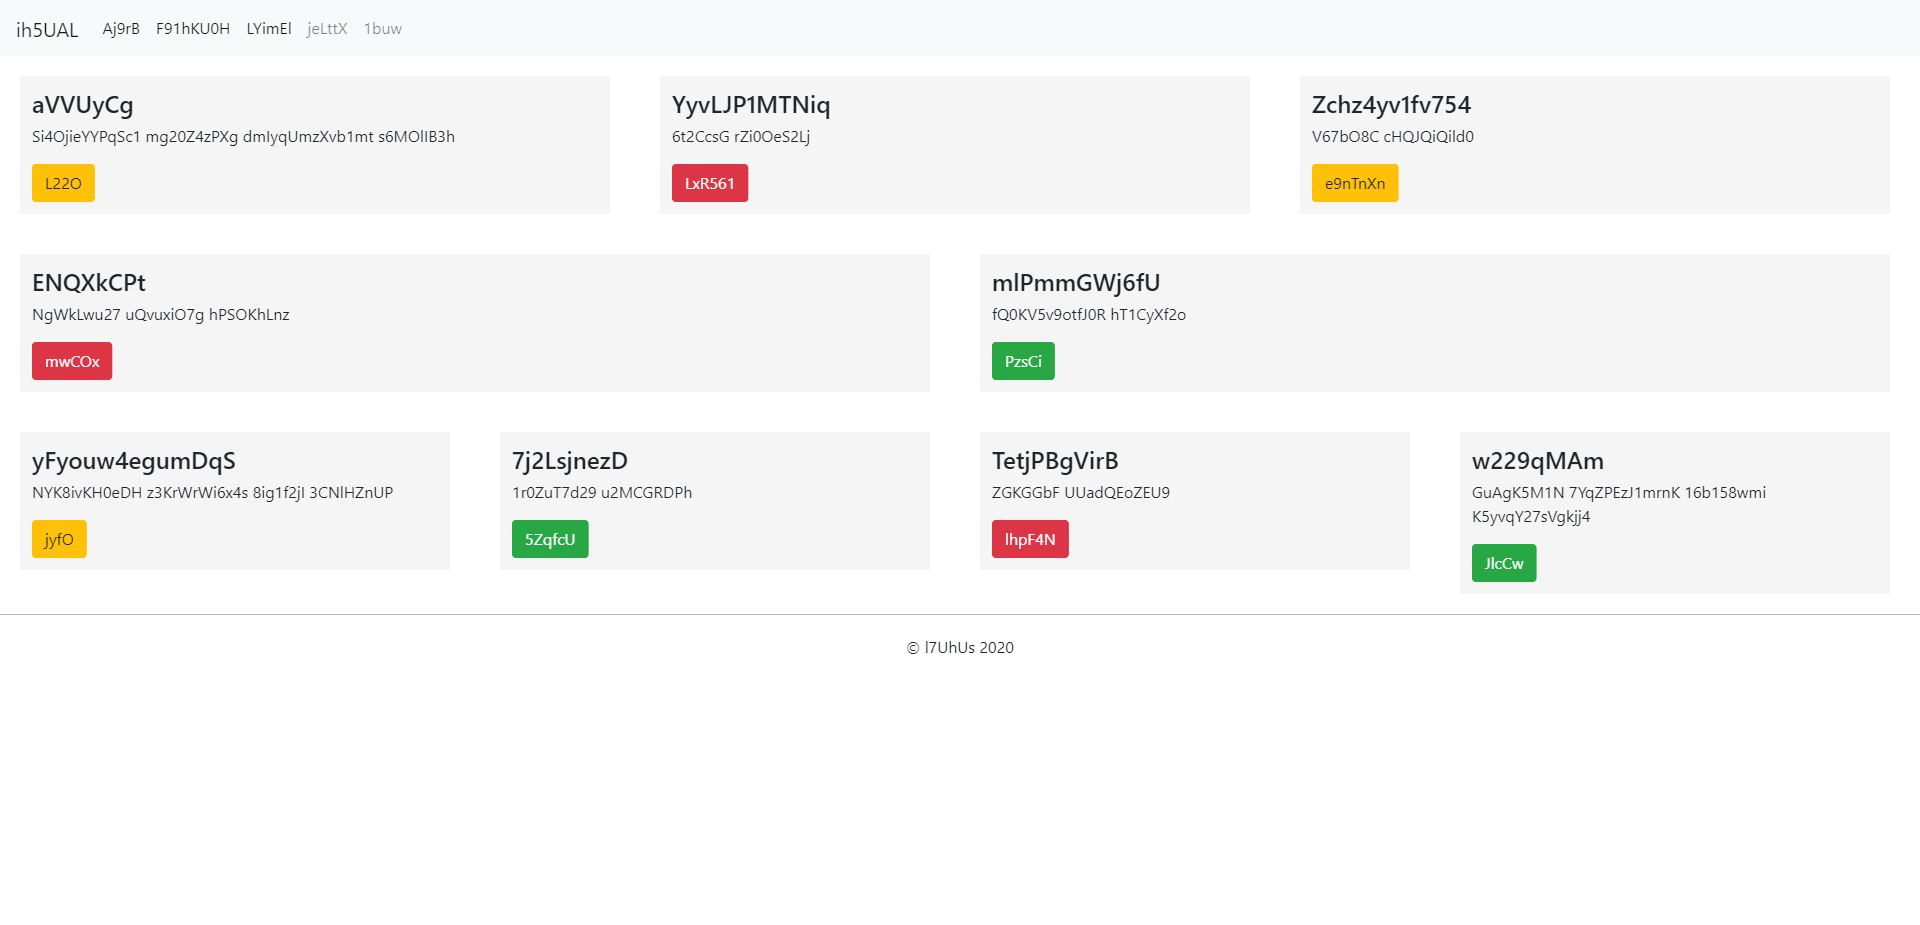 ih5UAL Aj9rB F91hKU0H LYimEl jeLttX 1buw
aVVUyCg
Si4OjieYYPqSc1 mg20Z4zPXg dmIyqUmzXvb1mt s6MOlIB3h
L22O
YyvLJP1MTNiq
6t2CcsG rZi0OeS2Lj
LxR561
Zchz4yv1fv754
V67bO8C cHQJQiQild0
e9nTnXn
ENQXkCPt
NgWkLwu27 uQvuxiO7g hPSOKhLnz
mwCOx
mlPmmGWj6fU
fQ0KV5v9otfJ0R hT1CyXf2o
PzsCi
yFyouw4egumDqS
NYK8ivKH0eDH z3KrWrWi6x4s 8ig1f2jI 3CNlHZnUP
jyfO
7j2LsjnezD
1r0ZuT7d29 u2MCGRDPh
5ZqfcU
TetjPBgVirB
ZGKGGbF UUadQEoZEU9
lhpF4N
w229qMAm
GuAgK5M1N 7YqZPEzJ1mrnK 16b158wmi
K5yvqY27sVgkjj4
JlcCw
© l7UhUs 2020